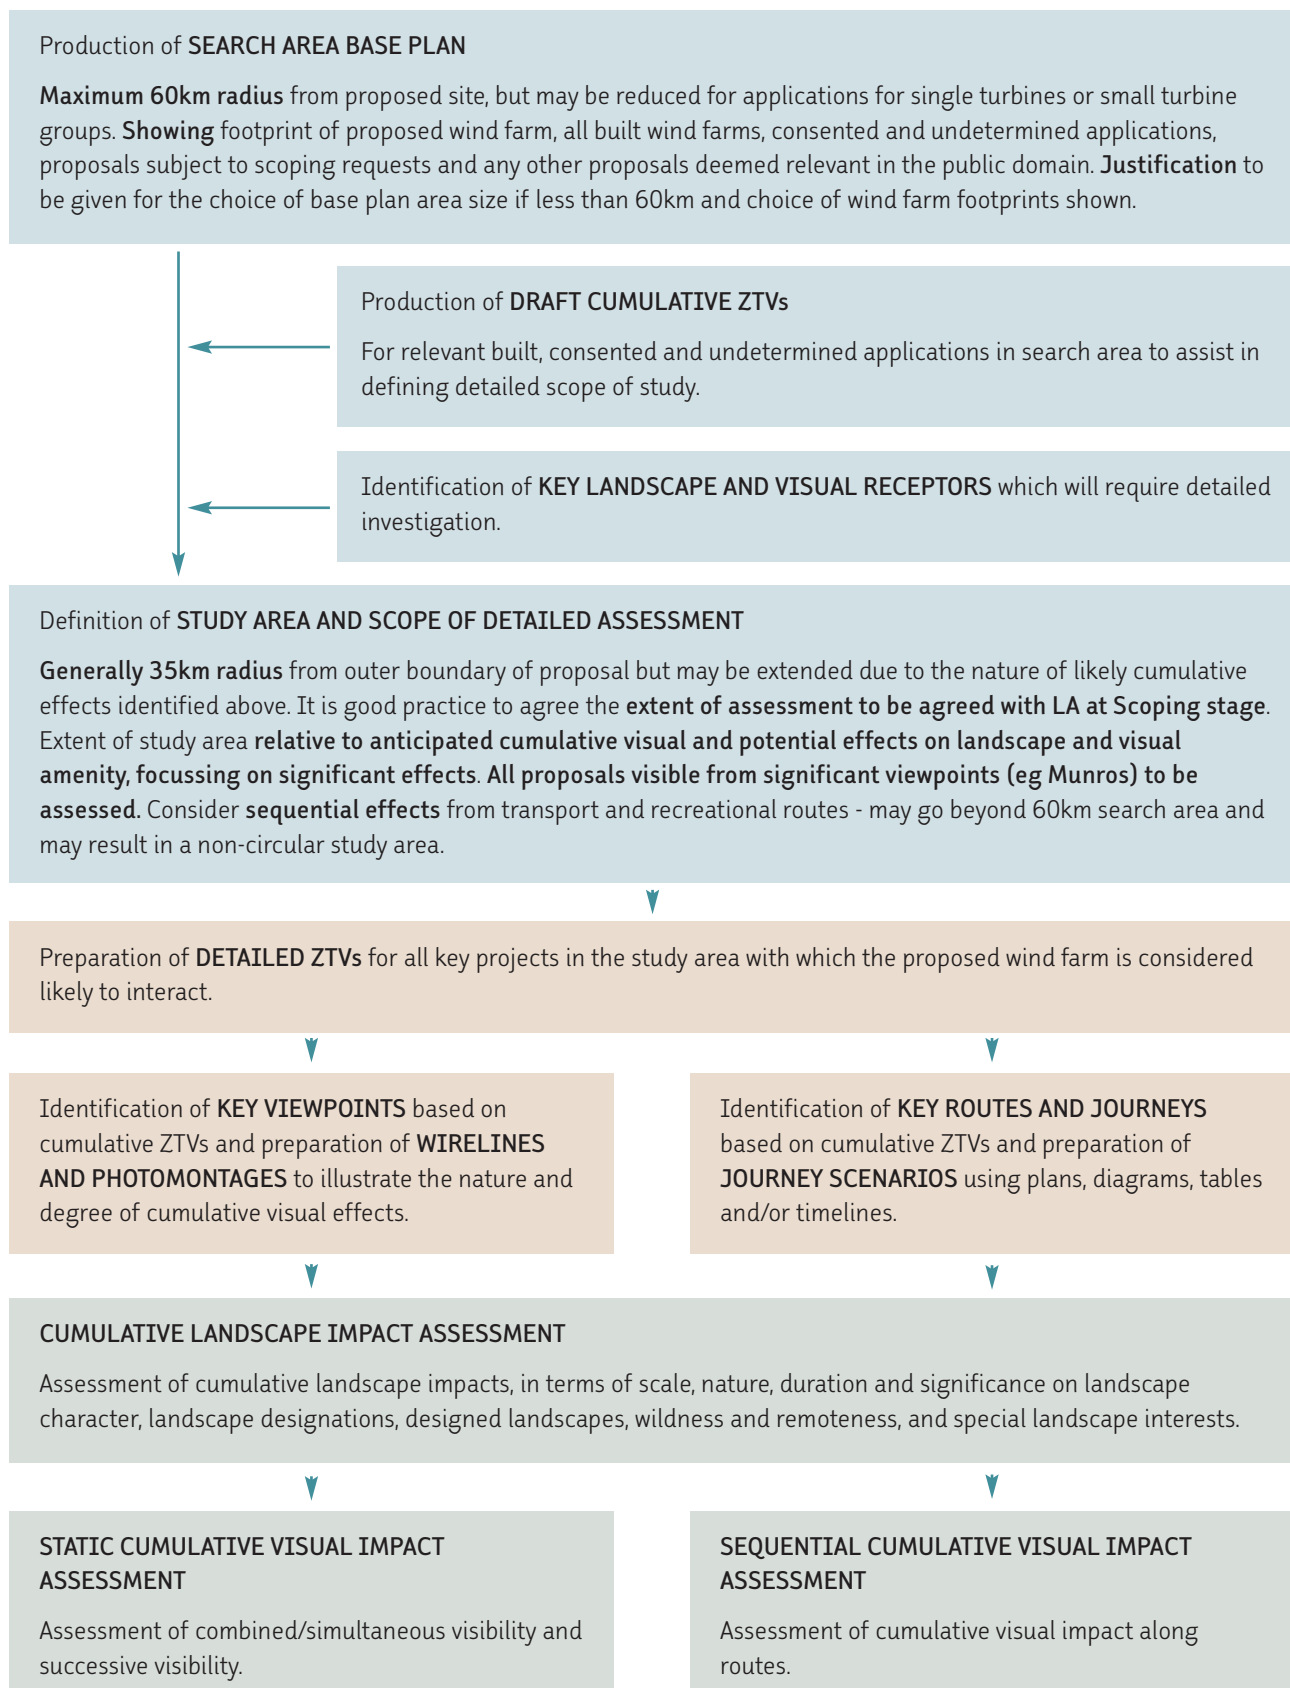 Production of SEARCH AREA BASE PLAN
Maximum 60km radius from proposed site, but may be reduced for applications for single turbines or small turbine
groups. Showing footprint of proposed wind farm, all built wind farms, consented and undetermined applications,
proposals subject to scoping requests and any other proposals deemed relevant in the public domain. Justification to
be given for the choice of base plan area size if less than 60km and choice of wind farm footprints shown.
Production of DRAFT CUMULATIVE ZTVs
For relevant built, consented and undetermined applications in search area to assist in
defining detailed scope of study.
Identification of KEY LANDSCAPE AND VISUAL RECEPTORS which will require detailed
investigation.
Definition of STUDY AREA AND SCOPE OF DETAILED ASSESSMENT
Generally 35km radius from outer boundary of proposal but may be extended due to the nature of likely cumulative
effects identified above. It is good practice to agree the extent of assessment to be agreed with LA at Scoping stage.
Extent of study area relative to anticipated cumulative visual and potential effects on landscape and visual
amenity, focussing on significant effects. All proposals visible from significant viewpoints (eg Munros) to be
assessed. Consider sequential effects from transport and recreational routes - may go beyond 60km search area and
may result in a non-circular study area.
Preparation of DETAILED ZTVs for all key projects in the study area with which the proposed wind farm is considered
likely to interact.
Identification of KEY VIEWPOINTS based on
cumulative ZTVs and preparation of WIRELINES
AND PHOTOMONTAGES to illustrate the nature and
degree of cumulative visual effects.
Identification of KEY ROUTES AND JOURNEYS
based on cumulative ZTVs and preparation of
JOURNEY SCENARIOS using plans, diagrams, tables
and/or timelines.
CUMULATIVE LANDSCAPE IMPACT ASSESSMENT
Assessment of cumulative landscape impacts, in terms of scale, nature, duration and significance on landscape
character, landscape designations, designed landscapes, wildness and remoteness, and special landscape interests.
STATIC CUMULATIVE VISUAL IMPACT
ASSESSMENT
Assessment of combined/simultaneous visibility and
successive visibility.
SEQUENTIAL CUMULATIVE VISUAL IMPACT
ASSESSMENT
Assessment of cumulative visual impact along
routes.